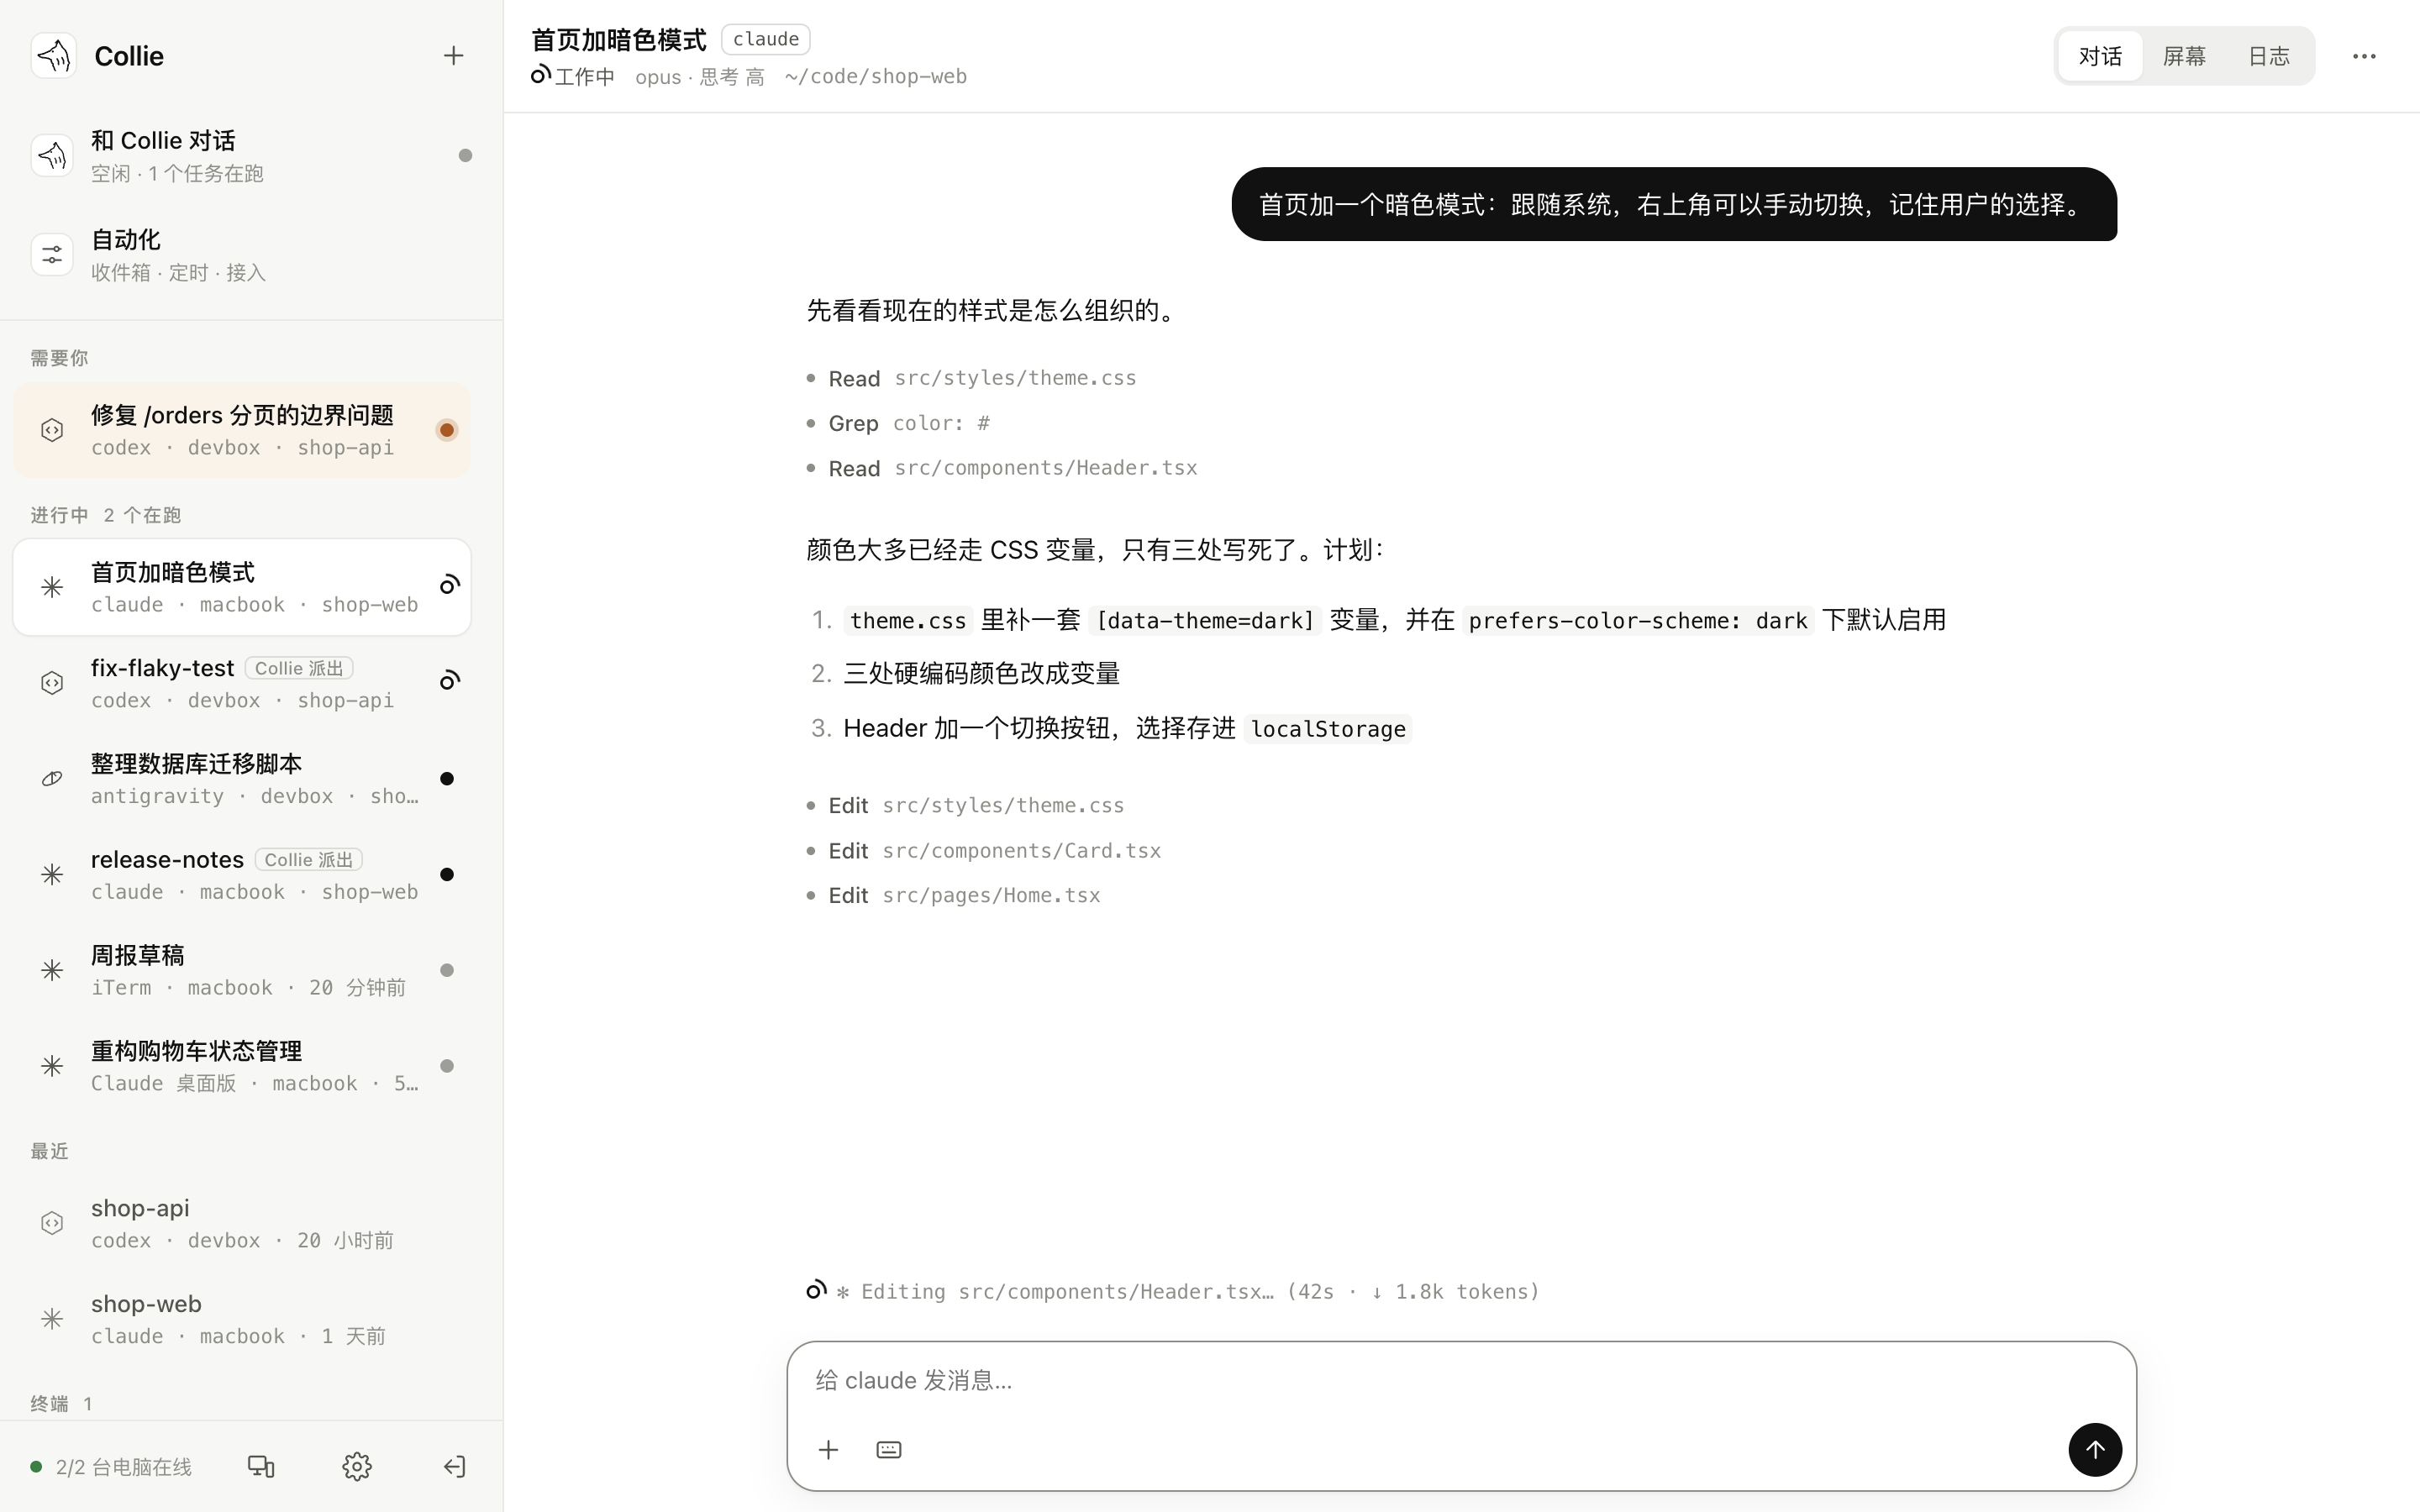 Collie
和 Collie 对话
空闲 · 1 个任务在跑
自动化
收件箱 · 定时 · 接入
需要你
修复 /orders 分页的边界问题
codex · devbox · shop-api
进行中 2 个在跑
首页加暗色模式
claude · macbook · shop-web
fix-flaky-test Collie 派出
codex · devbox · shop-api
整理数据库迁移脚本
antigravity · devbox · sho…
release-notes Collie 派出
claude · macbook · shop-web
周报草稿
iTerm · macbook · 20 分钟前
重构购物车状态管理
Claude 桌面版 · macbook · 5…
最近
shop-api
codex · devbox · 20 小时前
shop-web
claude · macbook · 1 天前
终端 1
2/2 台电脑在线
首页加暗色模式 claude
工作中 opus · 思考 高 ~/code/shop-web
对话 屏幕 日志
首页加一个暗色模式：跟随系统，右上角可以手动切换，记住用户的选择。
先看看现在的样式是怎么组织的。
• Read src/styles/theme.css
• Grep color: #
• Read src/components/Header.tsx
颜色大多已经走 CSS 变量，只有三处写死了。计划：
1. theme.css 里补一套 [data-theme=dark] 变量，并在 prefers-color-scheme: dark 下默认启用
2. 三处硬编码颜色改成变量
3. Header 加一个切换按钮，选择存进 localStorage
• Edit src/styles/theme.css
• Edit src/components/Card.tsx
• Edit src/pages/Home.tsx
✻ Editing src/components/Header.tsx… (42s · ↓ 1.8k tokens)
给 claude 发消息…